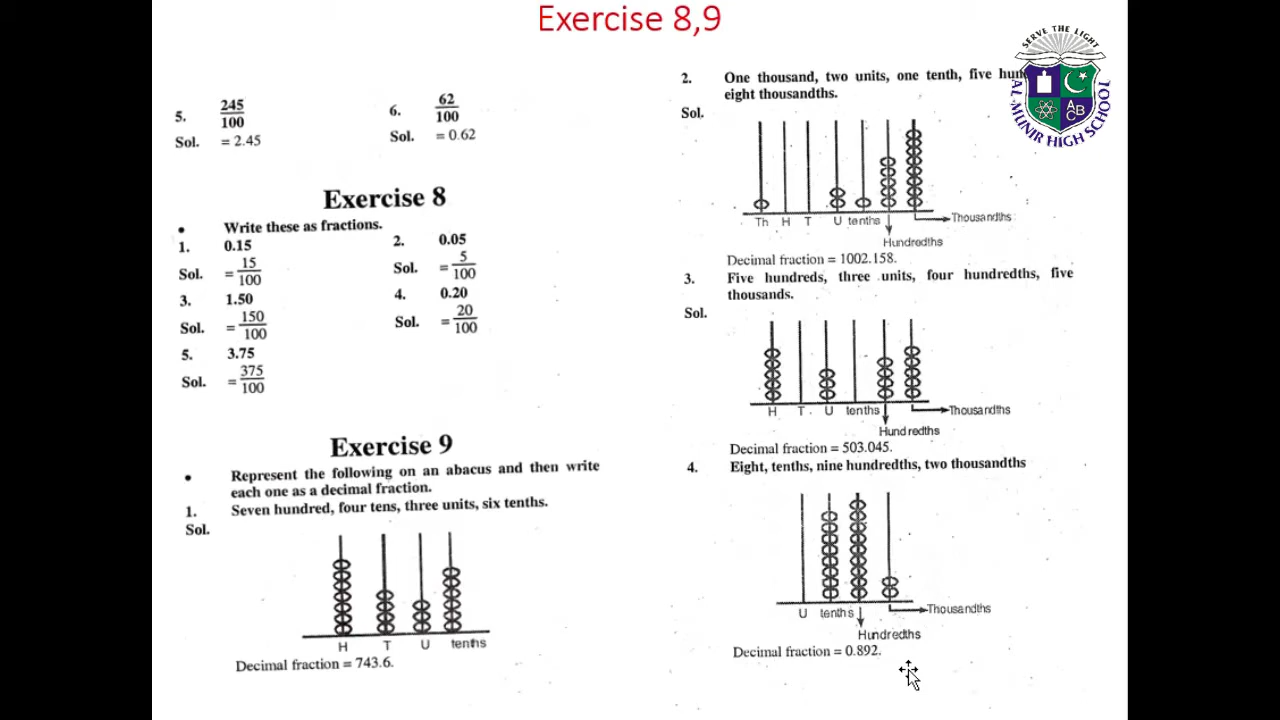 Exercise 8,9
5. 245/100
Sol. = 2.45
6. 62/100
Sol. = 0.62
Exercise 8
• Write these as fractions.
1. 0.15
Sol. = 15/100
2. 0.05
Sol. = 5/100
3. 1.50
Sol. = 150/100
4. 0.20
Sol. = 20/100
5. 3.75
Sol. = 375/100
Exercise 9
• Represent the following on an abacus and then write
each one as a decimal fraction.
1. Seven hundred, four tens, three units, six tenths.
Sol.
H T U tenths
Decimal fraction = 743.6.
2. One thousand, two units, one tenth, five
eight thousandths.
Sol.
Th H T U tenths Thousandths
Hundredths
Decimal fraction = 1002.158.
3. Five hundreds, three units, four hundredths, five
thousands.
Sol.
H T. U tenths Thousandths
Hundredths
Decimal fraction = 503.045.
4. Eight, tenths, nine hundredths, two thousandths
U tenths Thousandths
Hundredths
Decimal fraction = 0.892.
SERVE THE LIGHT
A B C
AL MUNIR HIGH SCHOOL